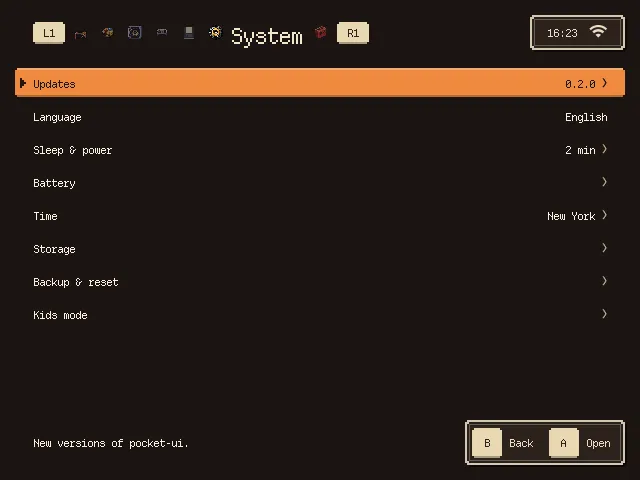 L1 System R1 16:23
Updates 0.2.0
Language English
Sleep & power 2 min
Battery
Time New York
Storage
Backup & reset
Kids mode
New versions of pocket-ui. B Back A Open